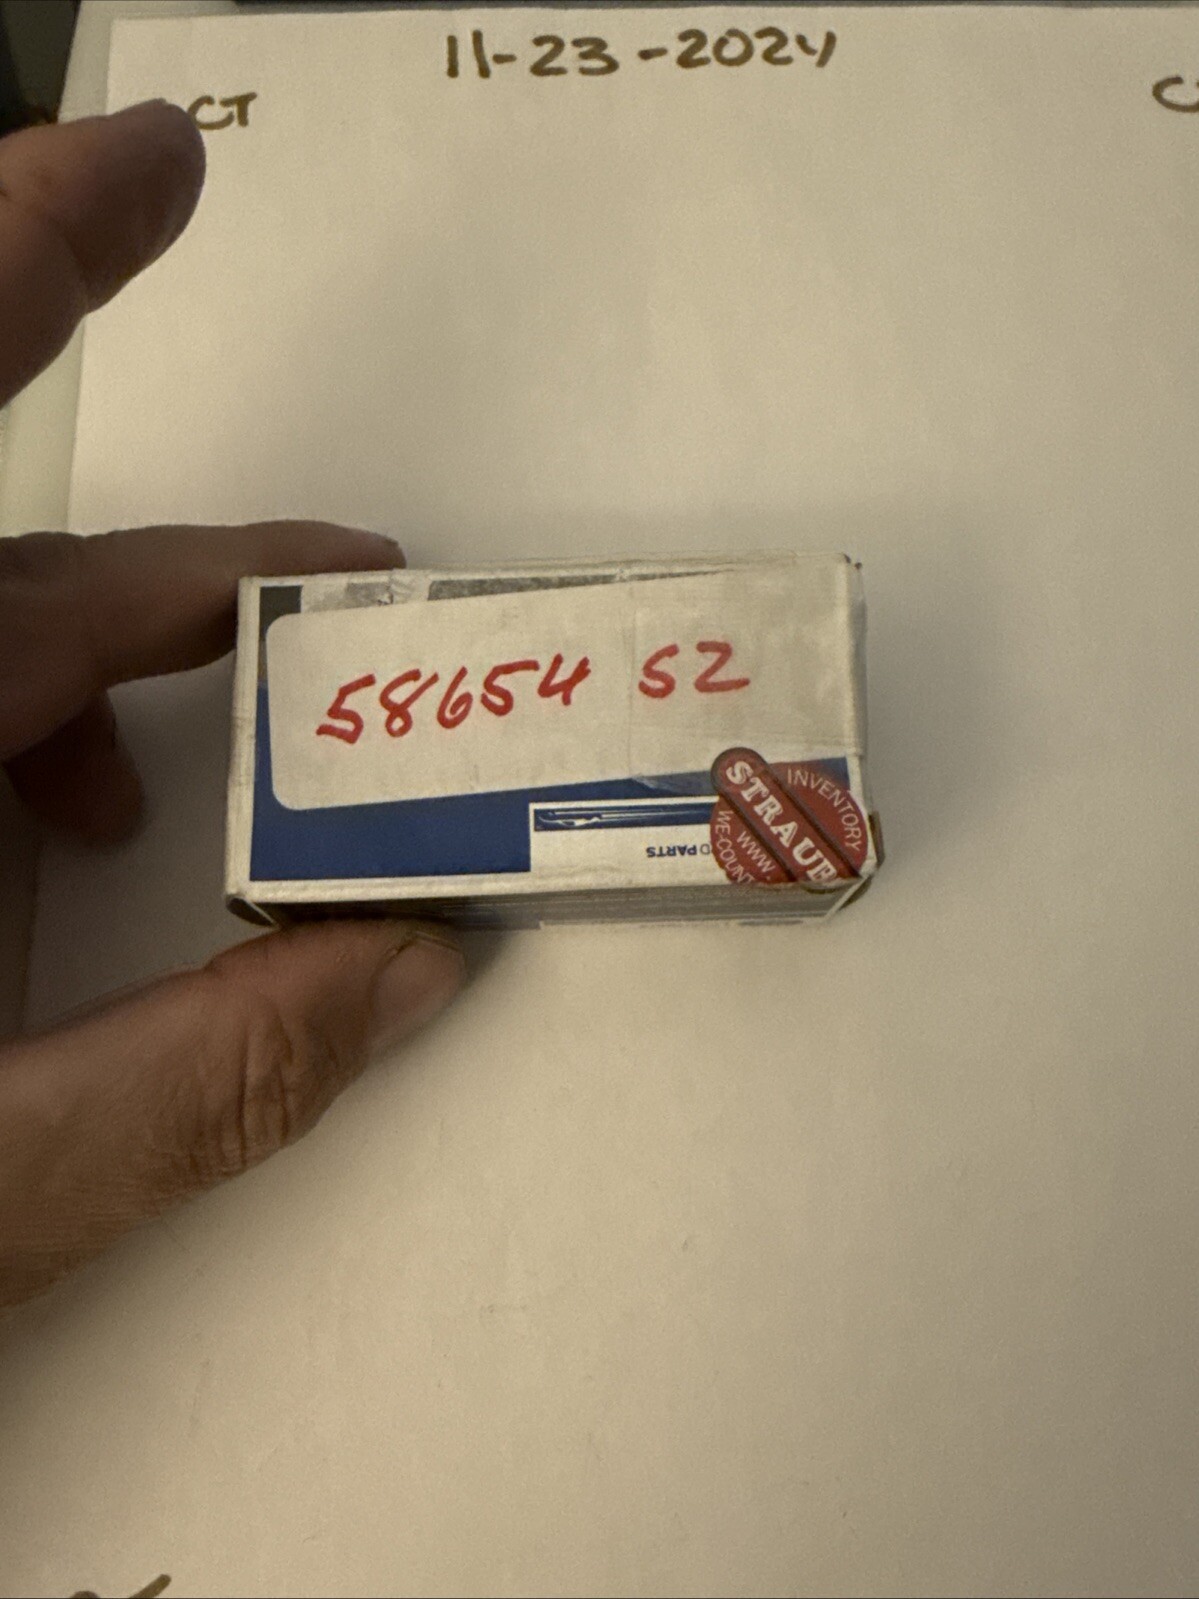 11-23-2024
CT
58654 SZ
STRAUB
INVENTORY
WWW.
WE-COUNT
D PARTS